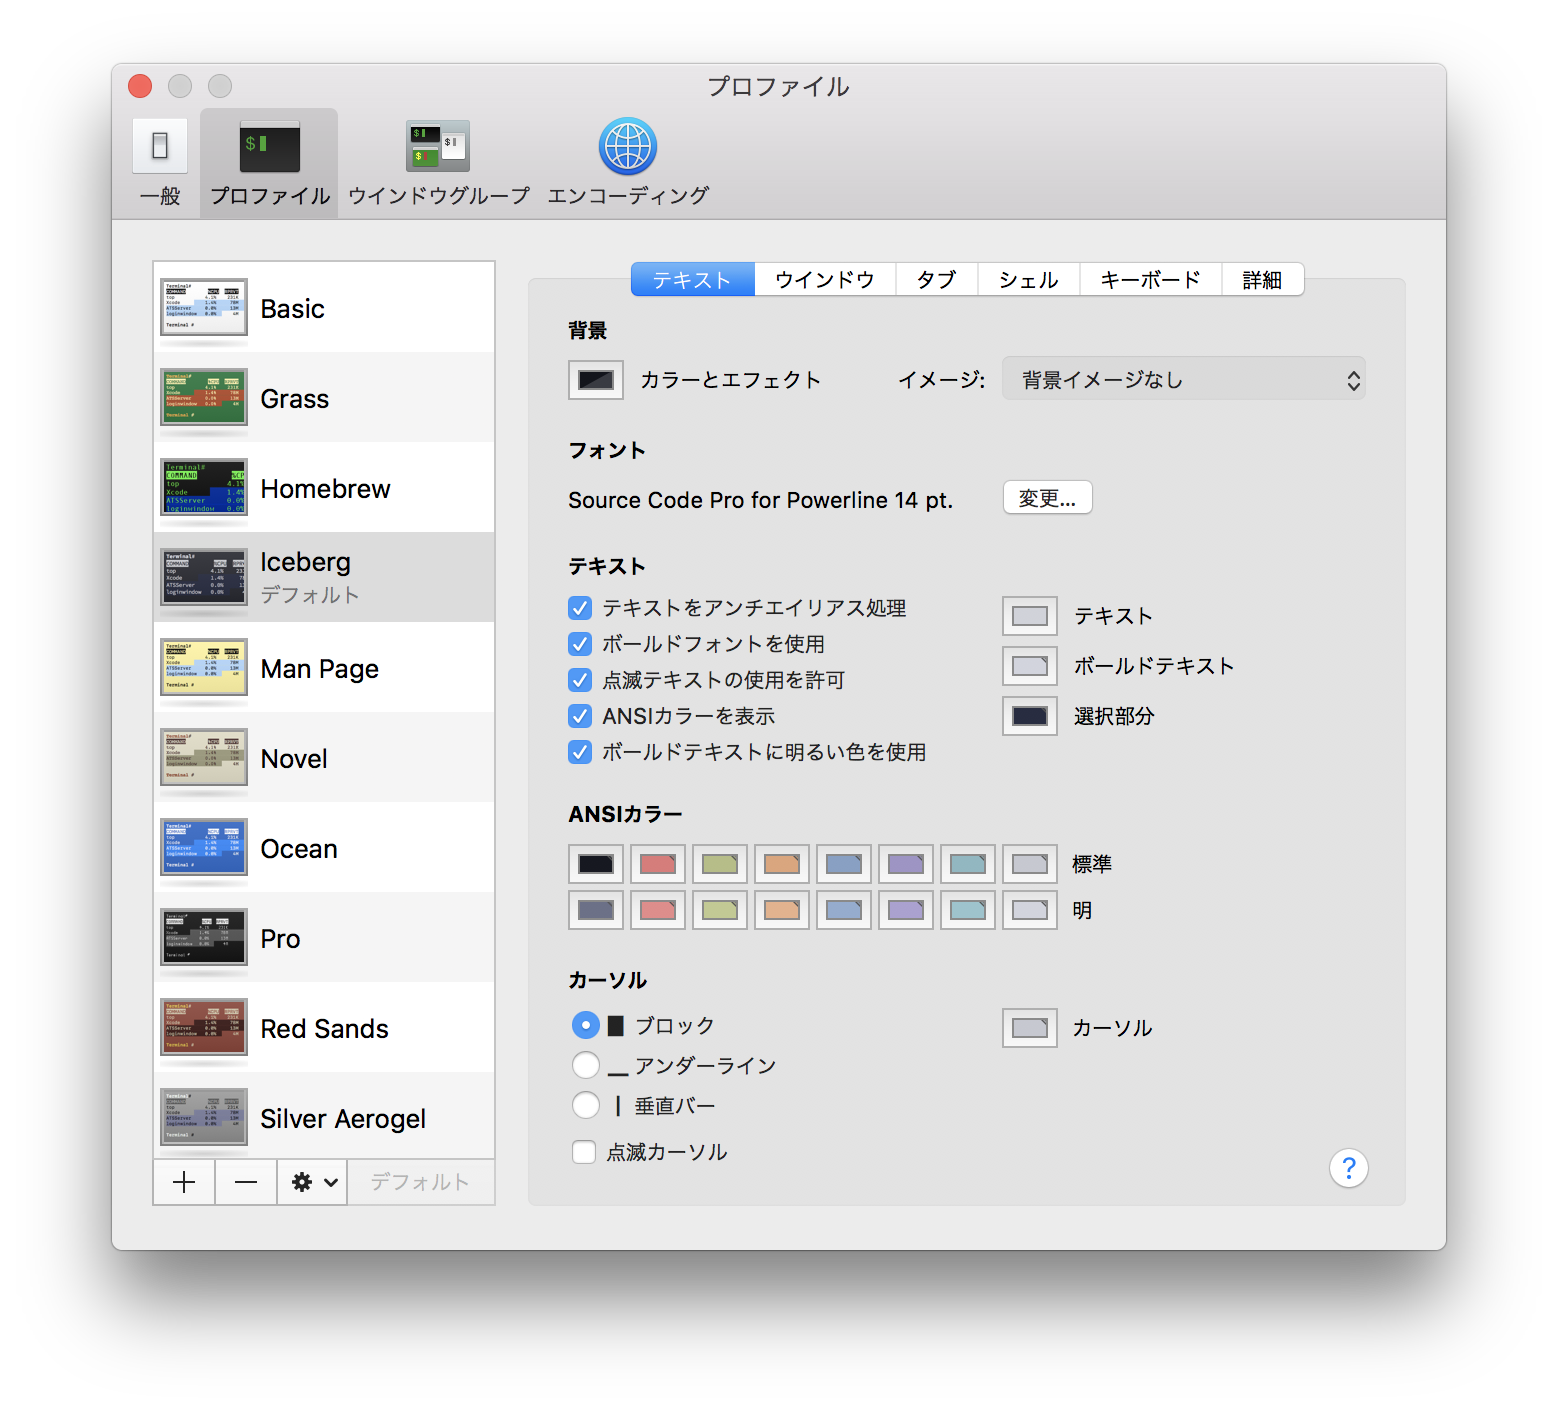 プロファイル
一般
プロファイル
ウインドウグループ
エンコーディング
Basic
Grass
Homebrew
Iceberg
デフォルト
Man Page
Novel
Ocean
Pro
Red Sands
Silver Aerogel
デフォルト
テキスト
ウインドウ
タブ
シェル
キーボード
詳細
背景
カラーとエフェクト
イメージ:
背景イメージなし
フォント
Source Code Pro for Powerline 14 pt.
変更...
テキスト
テキストをアンチエイリアス処理
ボールドフォントを使用
点滅テキストの使用を許可
ANSIカラーを表示
ボールドテキストに明るい色を使用
テキスト
ボールドテキスト
選択部分
ANSIカラー
標準
明
カーソル
ブロック
アンダーライン
垂直バー
点滅カーソル
カーソル
?